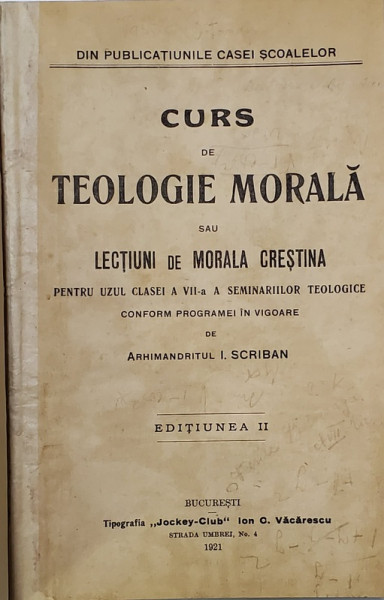 DIN PUBLICAȚIUNILE CASEI ȘCOALELOR
CURS
DE
TEOLOGIE MORALĂ
SAU
LECȚIUNI DE MORALA CREȘTINA
PENTRU UZUL CLASEI A VII-a A SEMINARIILOR TEOLOGICE
CONFORM PROGRAMEI ÎN VIGOARE
DE
ARHIMANDRITUL I. SCRIBAN
EDIȚIUNEA II
BUCUREȘTI
Tipografia „Jockey-Club" Ion C. Văcărescu
STRADA UMBREI, No. 4
1921